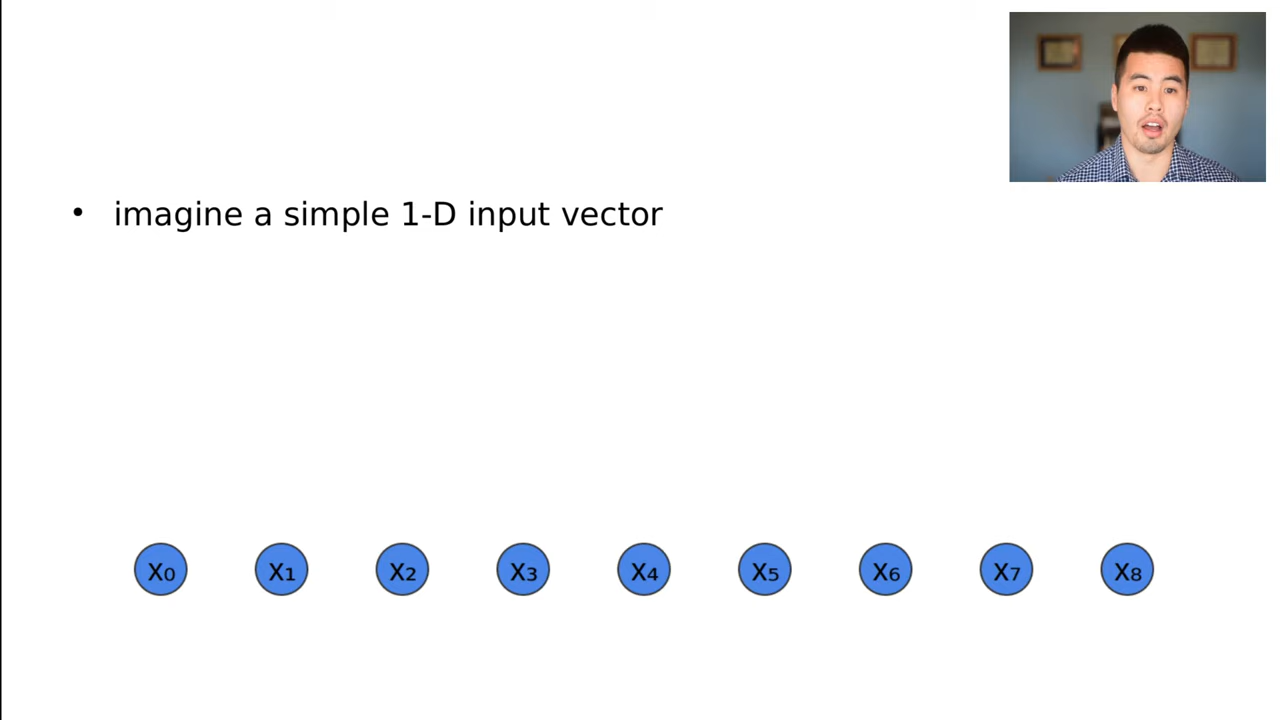 • imagine a simple 1-D input vector
x₀ x₁ x₂ x₃ x₄ x₅ x₆ x₇ x₈